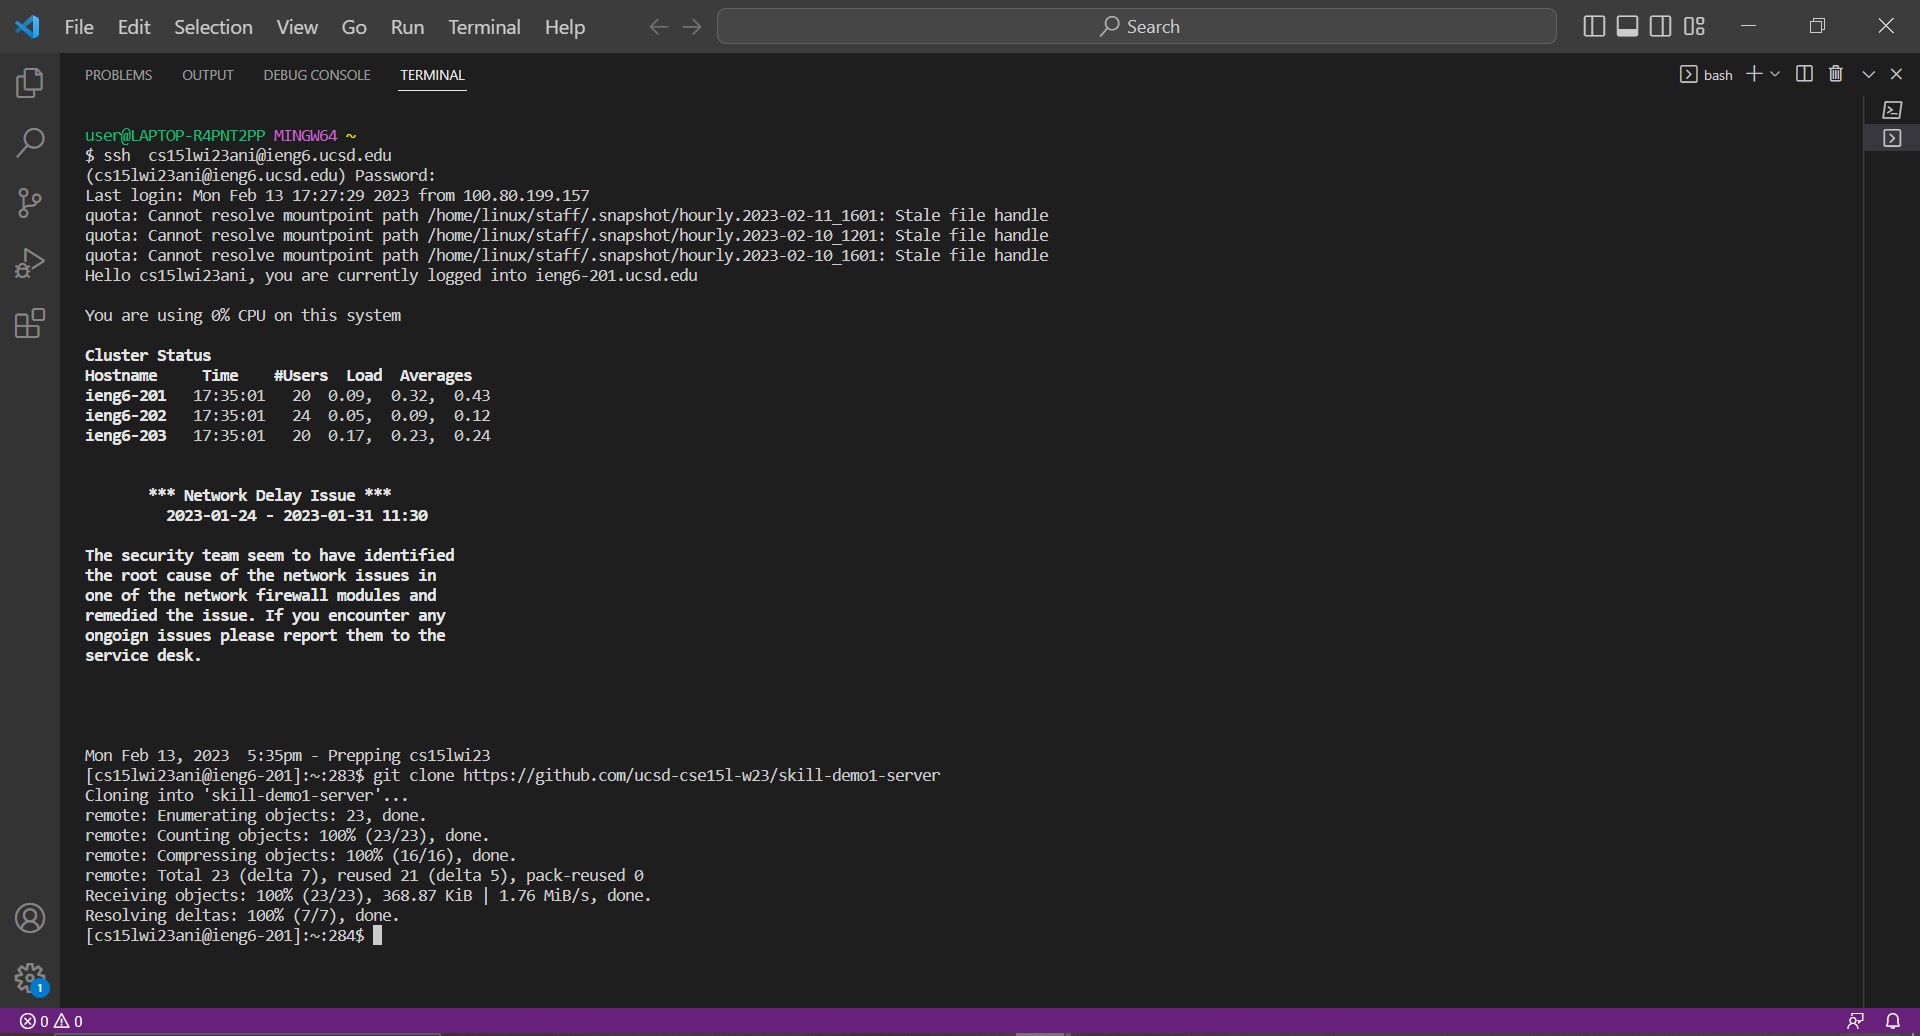 File Edit Selection View Go Run Terminal Help Search
PROBLEMS OUTPUT DEBUG CONSOLE TERMINAL bash
user@LAPTOP-R4PNT2PP MINGW64 ~
$ ssh  cs15lwi23ani@ieng6.ucsd.edu
(cs15lwi23ani@ieng6.ucsd.edu) Password:
Last login: Mon Feb 13 17:27:29 2023 from 100.80.199.157
quota: Cannot resolve mountpoint path /home/linux/staff/.snapshot/hourly.2023-02-11_1601: Stale file handle
quota: Cannot resolve mountpoint path /home/linux/staff/.snapshot/hourly.2023-02-10_1201: Stale file handle
quota: Cannot resolve mountpoint path /home/linux/staff/.snapshot/hourly.2023-02-10_1601: Stale file handle
Hello cs15lwi23ani, you are currently logged into ieng6-201.ucsd.edu
You are using 0% CPU on this system
Cluster Status
Hostname     Time    #Users  Load  Averages
ieng6-201   17:35:01   20  0.09,  0.32,  0.43
ieng6-202   17:35:01   24  0.05,  0.09,  0.12
ieng6-203   17:35:01   20  0.17,  0.23,  0.24
*** Network Delay Issue ***
2023-01-24 - 2023-01-31 11:30
The security team seem to have identified
the root cause of the network issues in
one of the network firewall modules and
remedied the issue. If you encounter any
ongoign issues please report them to the
service desk.
Mon Feb 13, 2023  5:35pm - Prepping cs15lwi23
[cs15lwi23ani@ieng6-201]:~:283$ git clone https://github.com/ucsd-cse15l-w23/skill-demo1-server
Cloning into 'skill-demo1-server'...
remote: Enumerating objects: 23, done.
remote: Counting objects: 100% (23/23), done.
remote: Compressing objects: 100% (16/16), done.
remote: Total 23 (delta 7), reused 21 (delta 5), pack-reused 0
Receiving objects: 100% (23/23), 368.87 KiB | 1.76 MiB/s, done.
Resolving deltas: 100% (7/7), done.
[cs15lwi23ani@ieng6-201]:~:284$
1
0 0